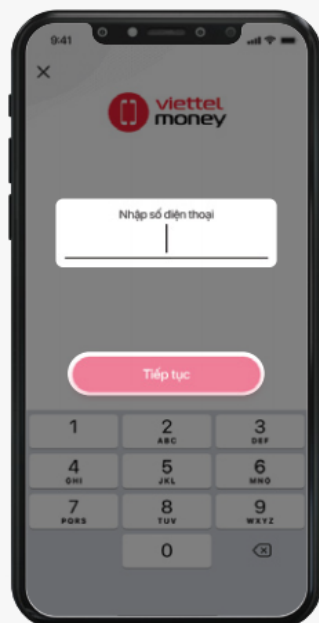 9:41
viettel
money
Nhập số điện thoại
Tiếp tục
1 2 3
ABC DEF
4 5 6
GHI JKL MNO
7 8 9
PQRS TUV WXYZ
0